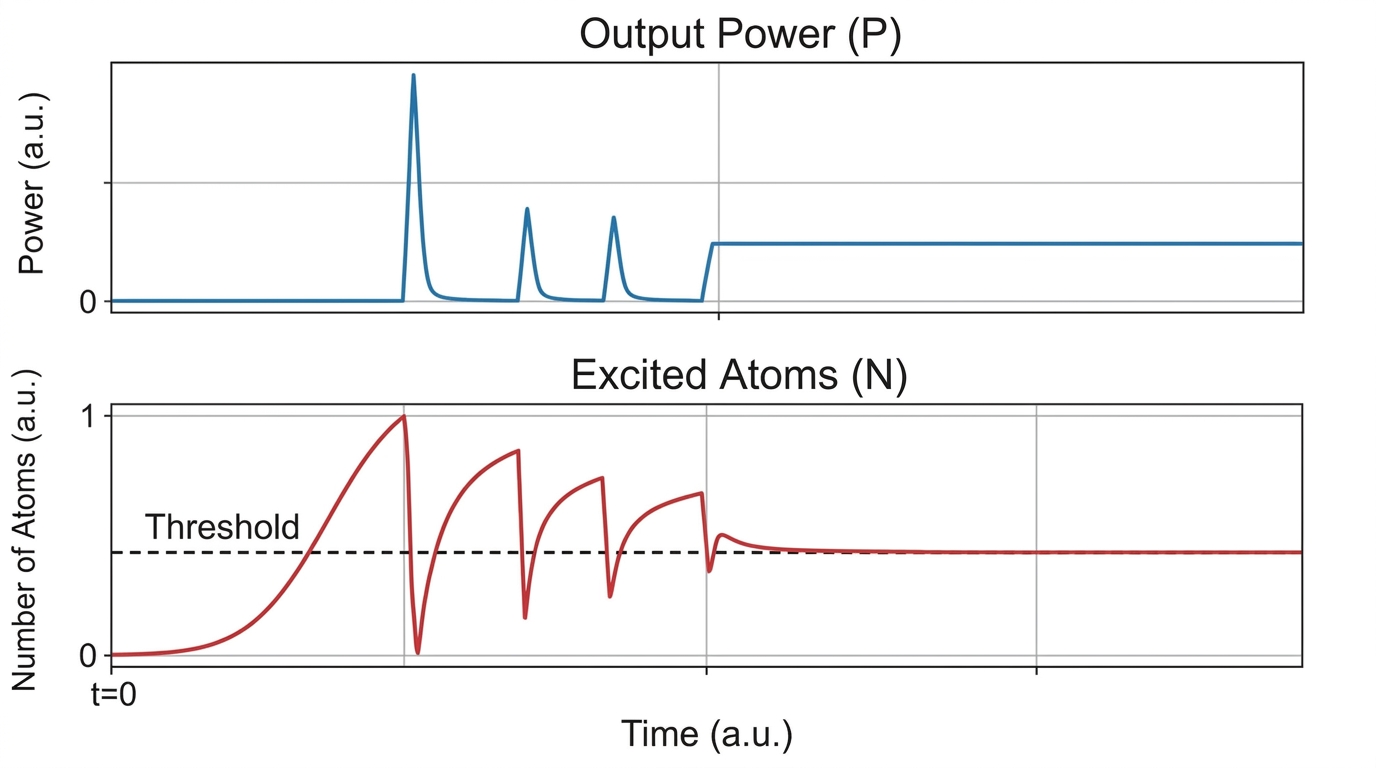 Output Power (P)
Power (a.u.)
0
Excited Atoms (N)
Number of Atoms (a.u.)
1
Threshold
0
t=0
Time (a.u.)